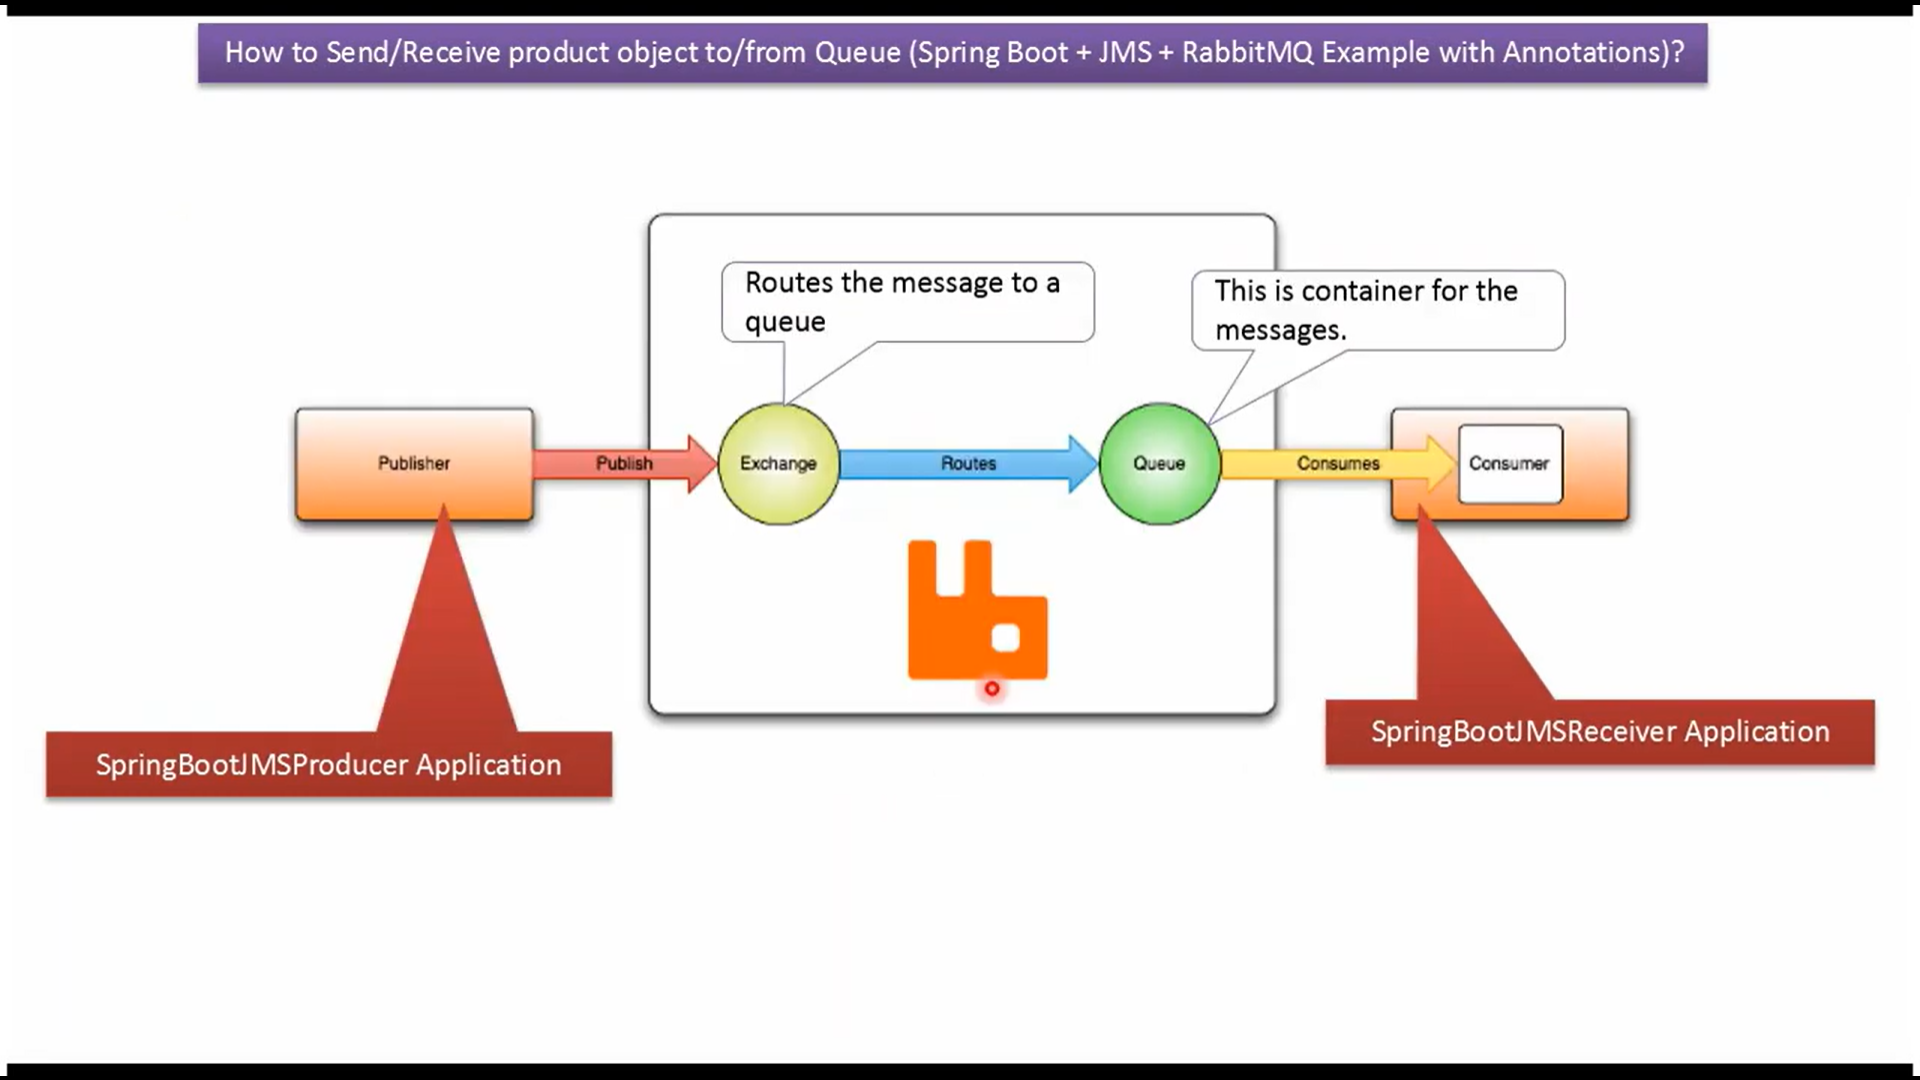 How to Send/Receive product object to/from Queue (Spring Boot + JMS + RabbitMQ Example with Annotations)?
Routes the message to a
queue
This is container for the
messages.
Publisher
Publish
Exchange
Routes
Queue
Consumes
Consumer
SpringBootJMSProducer Application
SpringBootJMSReceiver Application